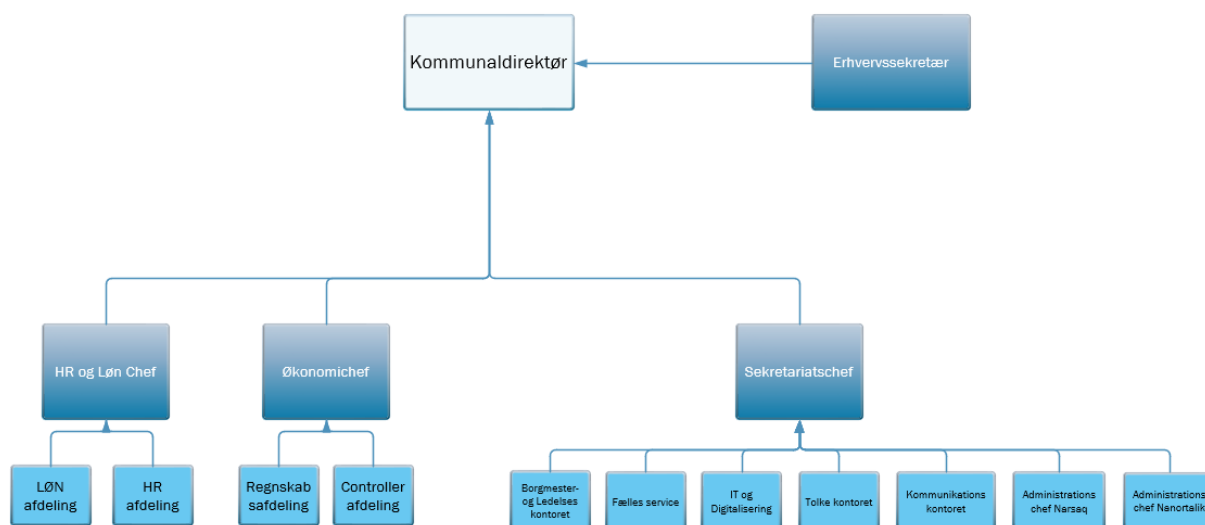 Kommunaldirektør
Erhvervssekretær
HR og Løn Chef
Økonomichef
Sekretariatschef
LØN
afdeling
HR
afdeling
Regnskab
safdeling
Controller
afdeling
Borgmester-
og Ledelses
kontoret
Fælles service
IT og
Digitalisering
Tolke kontoret
Kommunikations
kontoret
Administrations
chef Narsaq
Administrations
chef Nanortalik